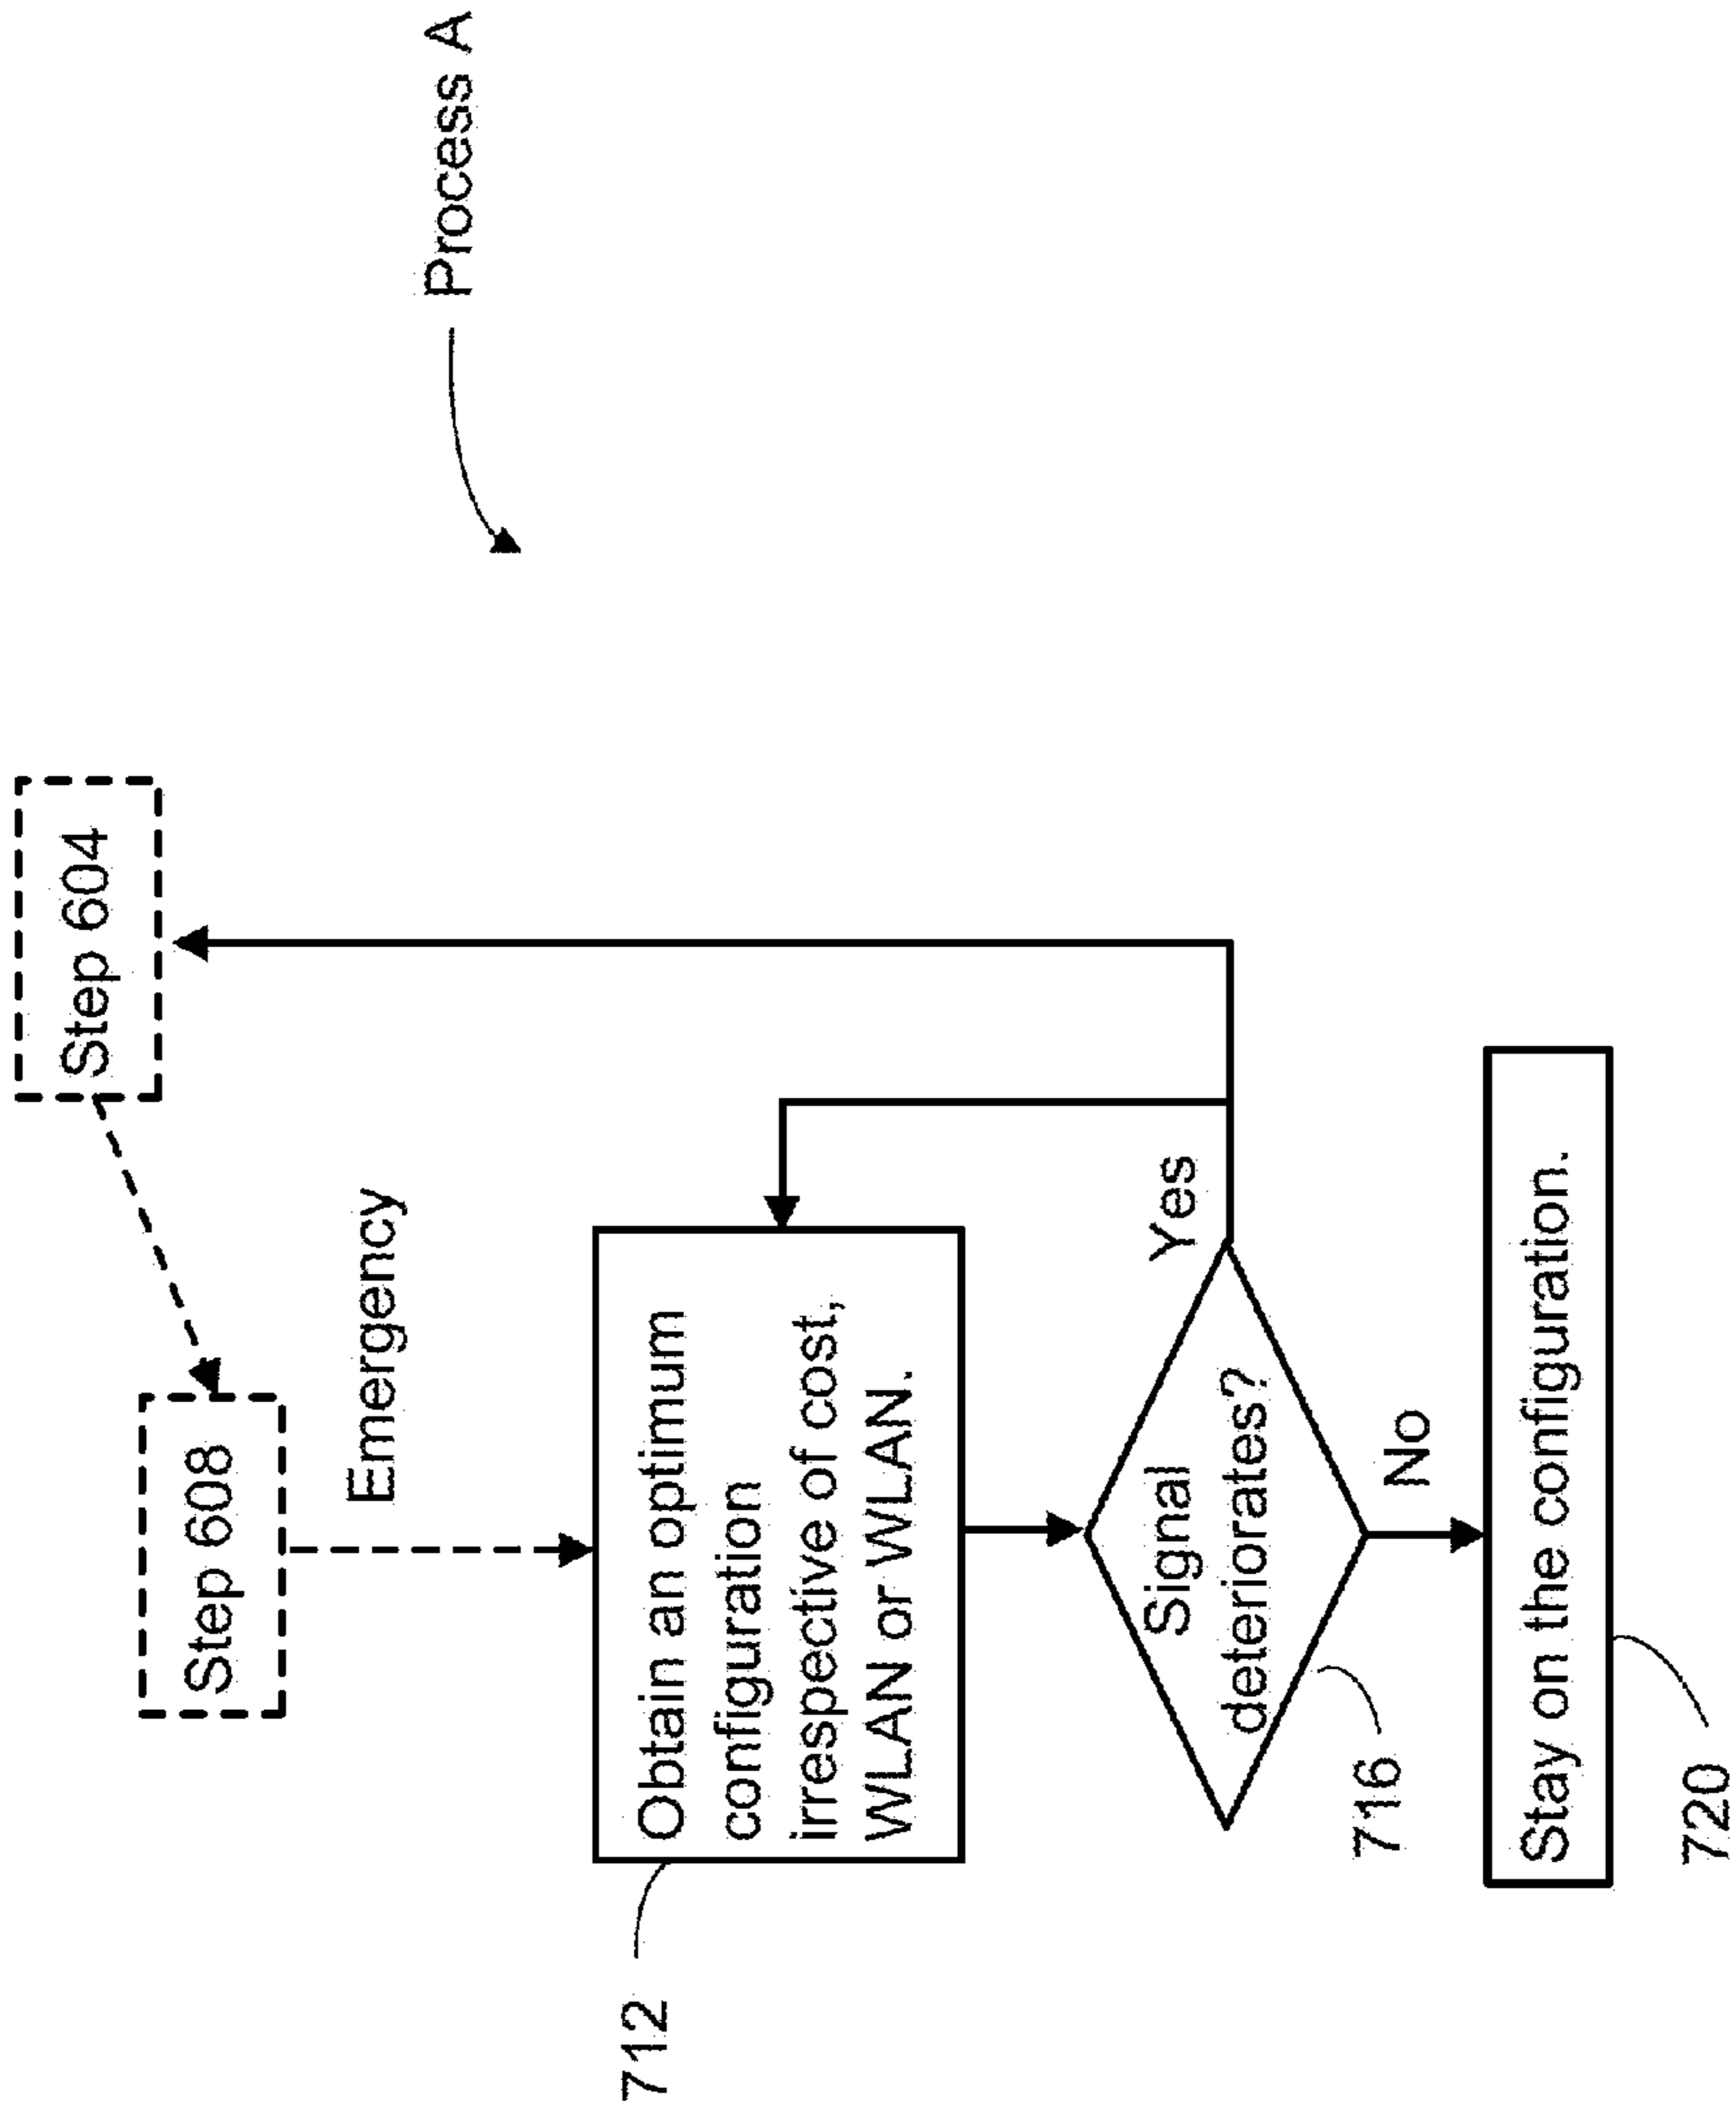 Process A
Step 604
Step 608
Emergency
712
Obtain an optimum
configuration
irrespective of cost,
WLAN or WLAN.
Signal
deteriorates?
Yes
716
No
Stay on the configuration.
720